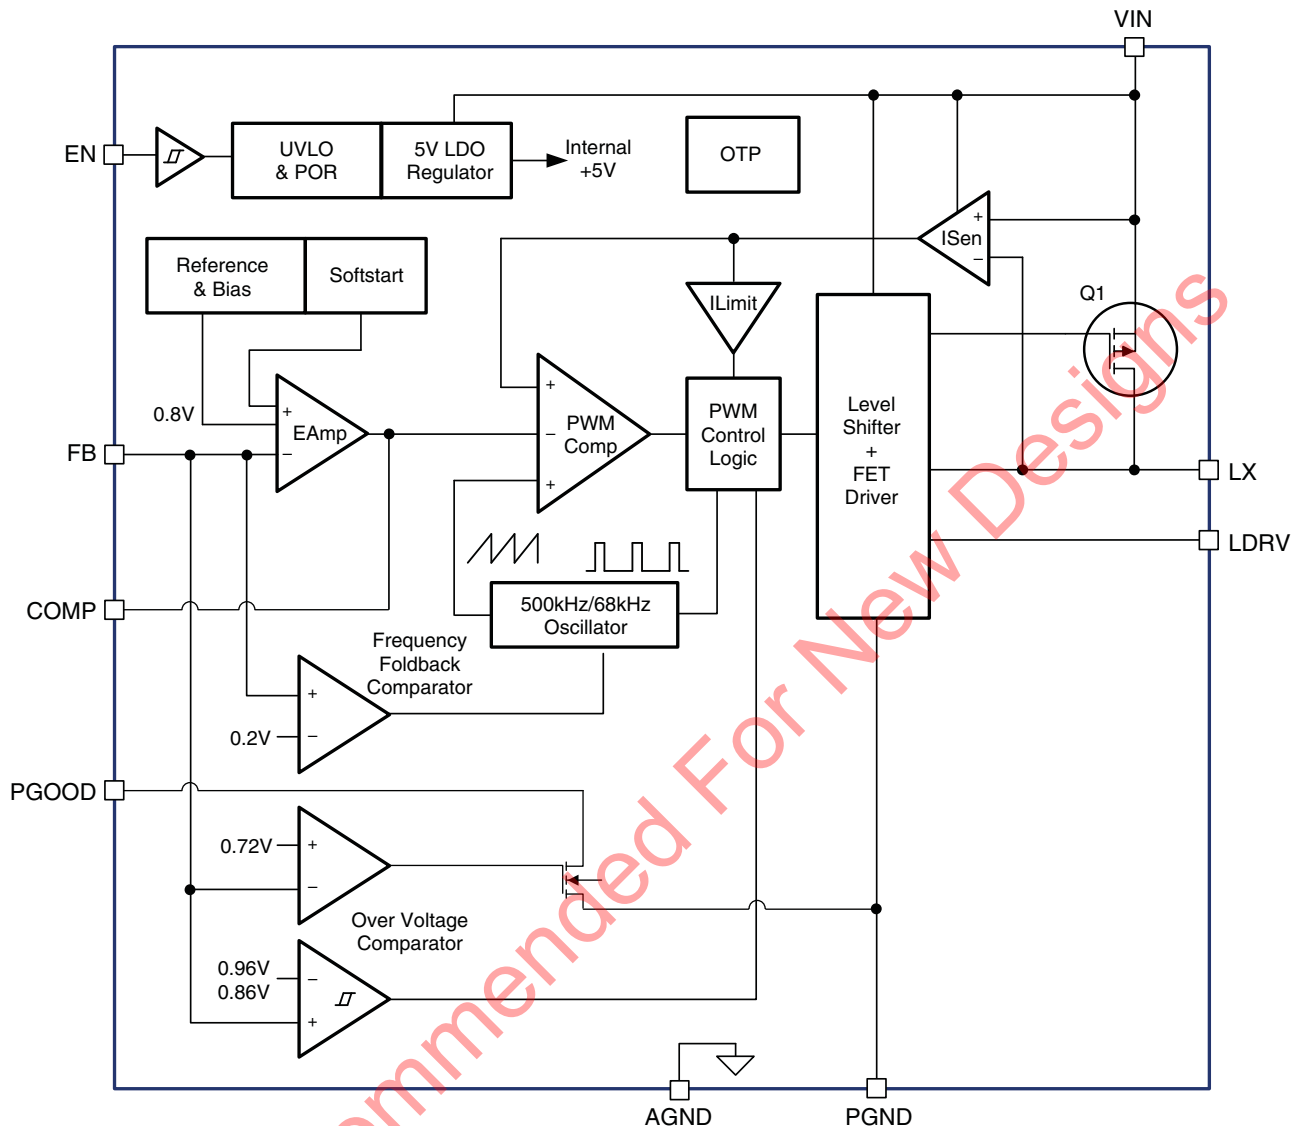 VIN
EN
UVLO
& POR
5V LDO
Regulator
Internal
+5V
OTP
Reference
& Bias
Softstart
+
ISen
–
ILimit
Q1
0.8V
+
EAmp
–
FB
+
–
PWM
Comp
+
PWM
Control
Logic
Level
Shifter
+
FET
Driver
LX
LDRV
COMP
500kHz/68kHz
Oscillator
Frequency
Foldback
Comparator
+
0.2V
–
PGOOD
0.72V
+
–
Over Voltage
Comparator
0.96V
0.86V
–
+
AGND
PGND
ommended For New Designs